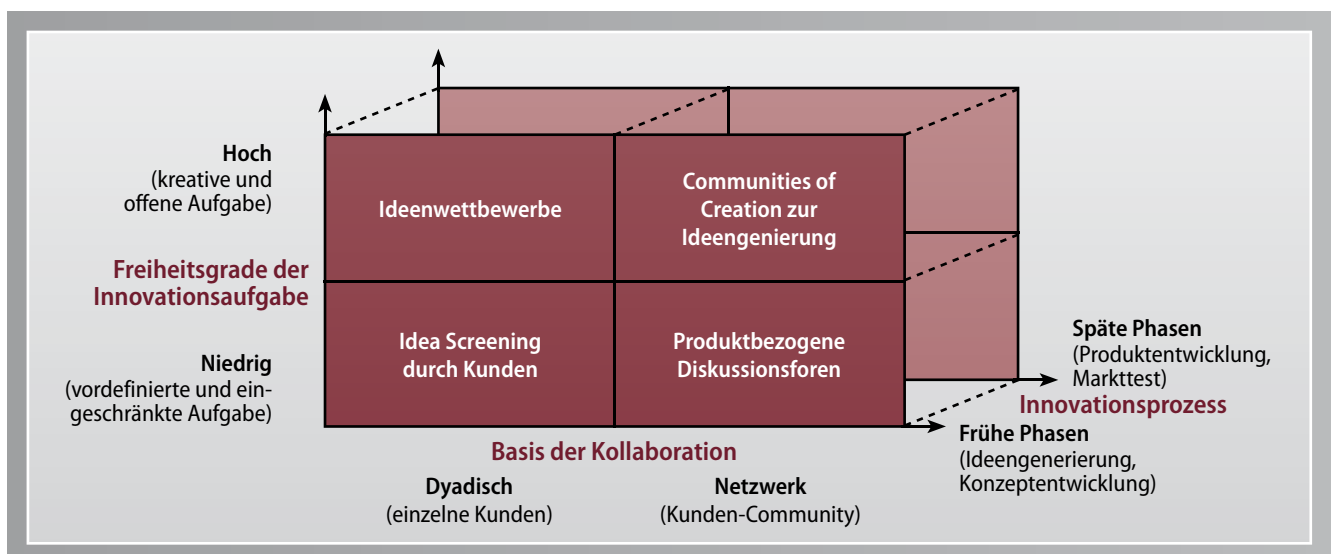 Hoch
(kreative und
offene Aufgabe)
Freiheitsgrade der
Innovationsaufgabe
Niedrig
(vordefinierte und ein-
geschränkte Aufgabe)
Ideenwettbewerbe
Communities of
Creation zur
Ideengenierung
Idea Screening
durch Kunden
Produktbezogene
Diskussionsforen
Späte Phasen
(Produktentwicklung,
Markttest)
Innovationsprozess
Frühe Phasen
(Ideengenerierung,
Konzeptentwicklung)
Basis der Kollaboration
Dyadisch
(einzelne Kunden)
Netzwerk
(Kunden-Community)